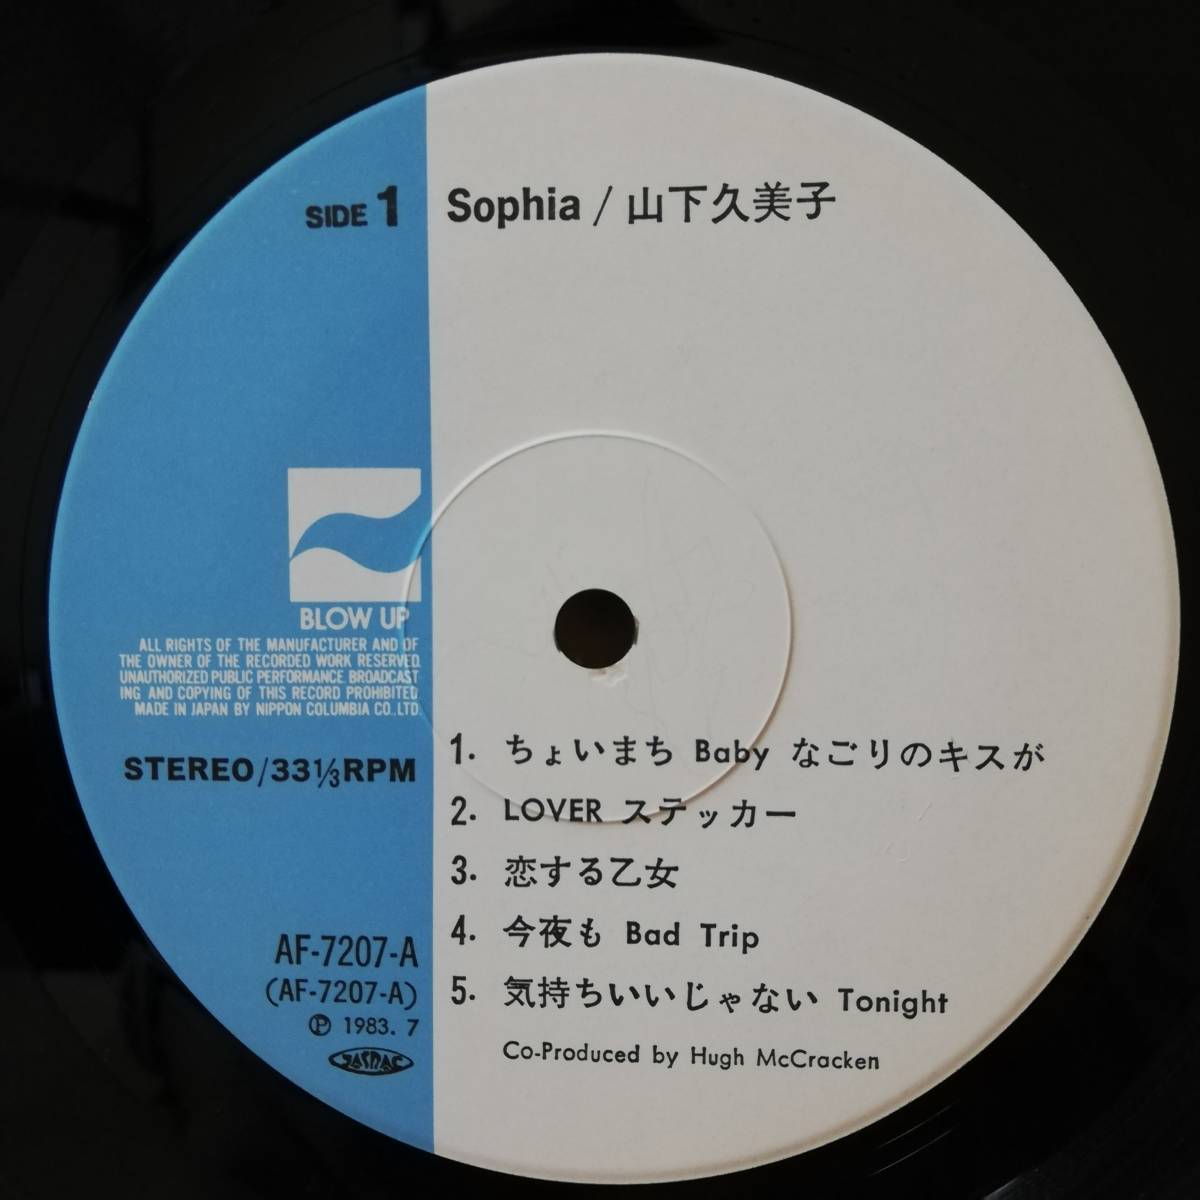 SIDE 1
Sophia / 山下久美子
BLOW UP
ALL RIGHTS OF THE MANUFACTURER AND OF
THE OWNER OF THE RECORDED WORK RESERVED.
UNAUTHORIZED PUBLIC PERFORMANCE BROADCAST
ING AND COPYING OF THIS RECORD PROHIBITED
MADE IN JAPAN BY NIPPON COLUMBIA CO.,LTD.
STEREO/33 1/3 RPM
1. ちょいまち Baby なごりのキスが
2. LOVER ステッカー
3. 恋する乙女
4. 今夜も Bad Trip
5. 気持ちいいじゃない Tonight
Co-Produced by Hugh McCracken
AF-7207-A
(AF-7207-A)
Ⓟ 1983. 7
JASRAC